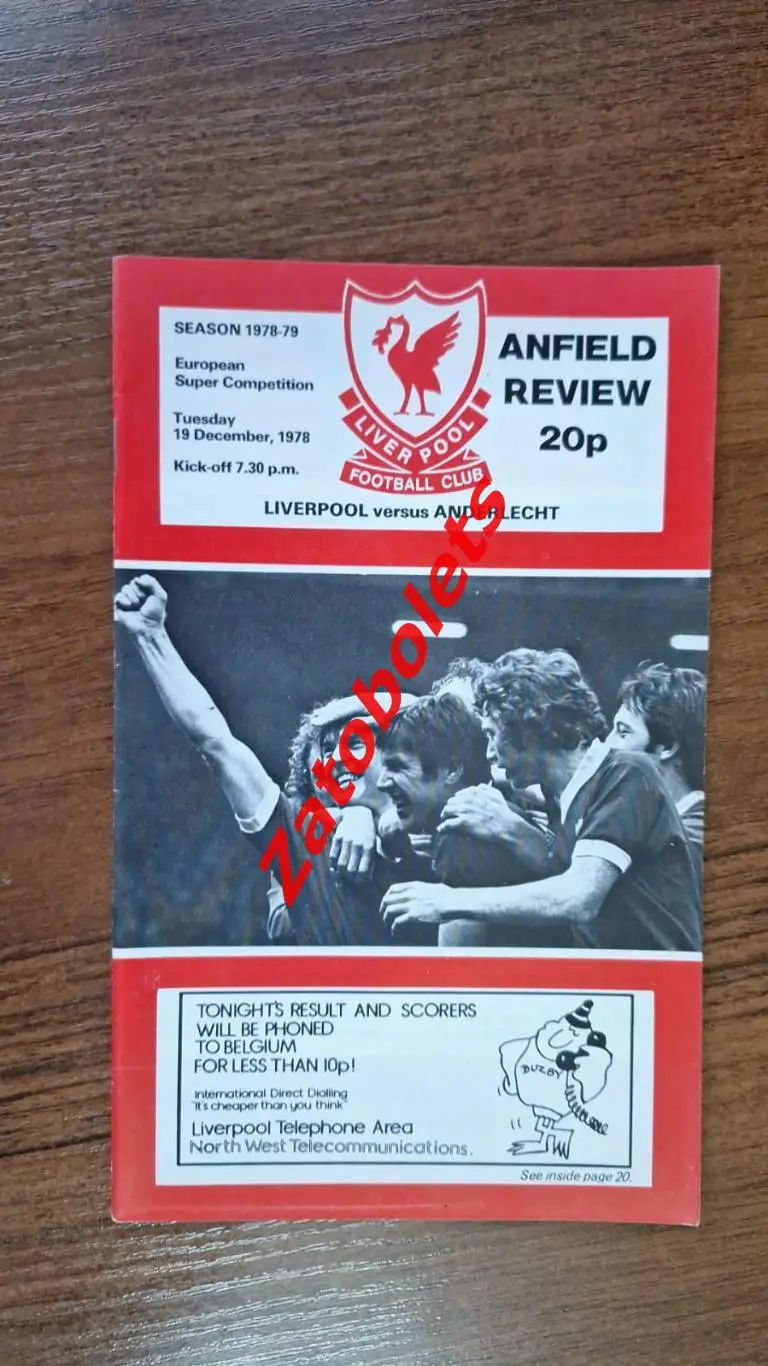 SEASON 1978-79
European
Super Competition
Tuesday
19 December, 1978
Kick-off 7.30 p.m.
LIVERPOOL
FOOTBALL CLUB
ANFIELD
REVIEW
20p
LIVERPOOL versus ANDERLECHT
Zatobolets
TONIGHT'S RESULT AND SCORERS
WILL BE PHONED
TO BELGIUM
FOR LESS THAN 10p!
International Direct Dialling
"It's cheaper than you think"
Liverpool Telephone Area
North West Telecommunications.
BUZBY
See inside page 20.